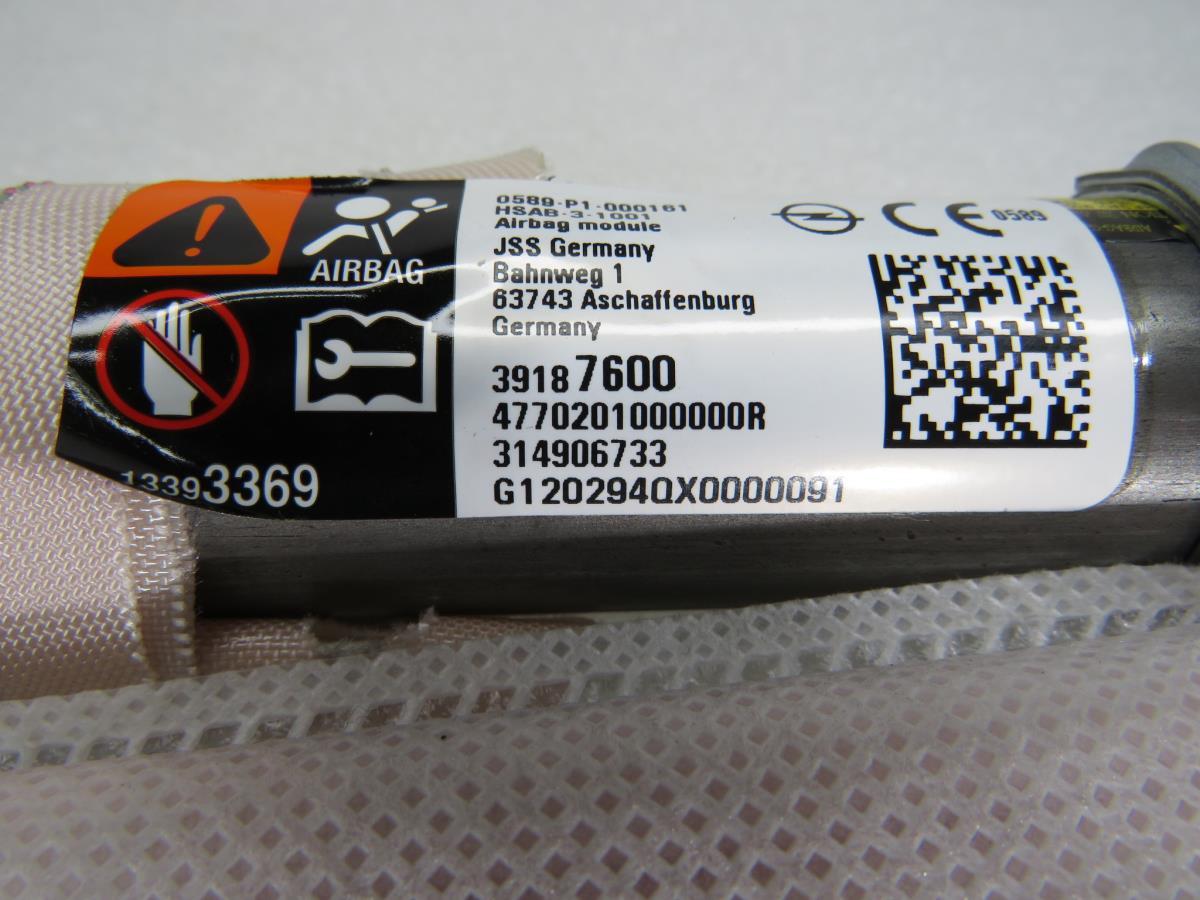 AIRBAG
13393369
0589-P1-000161
HSAB-3-1001
Airbag module
JSS Germany
Bahnweg 1
63743 Aschaffenburg
Germany
39187600
4770201000000R
314906733
G120294QX0000091
CE 0589